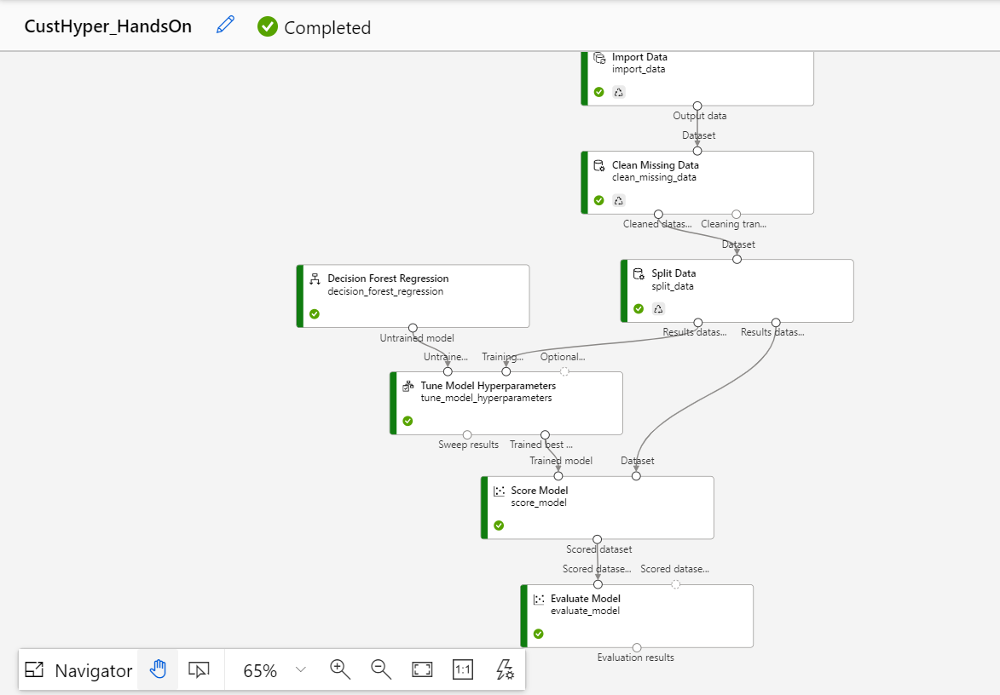 CustHyper_HandsOn
Completed
Import Data
import_data
Output data
Dataset
Clean Missing Data
clean_missing_data
Cleaned datas...
Cleaning tran...
Dataset
Split Data
split_data
Decision Forest Regression
decision_forest_regression
Results datas...
Results datas...
Untrained model
Untraine...
Training...
Optional...
Tune Model Hyperparameters
tune_model_hyperparameters
Sweep results
Trained best ...
Trained model
Dataset
Score Model
score_model
Scored dataset
Scored datase...
Scored datase...
Evaluate Model
evaluate_model
Evaluation results
Navigator
65%
1:1